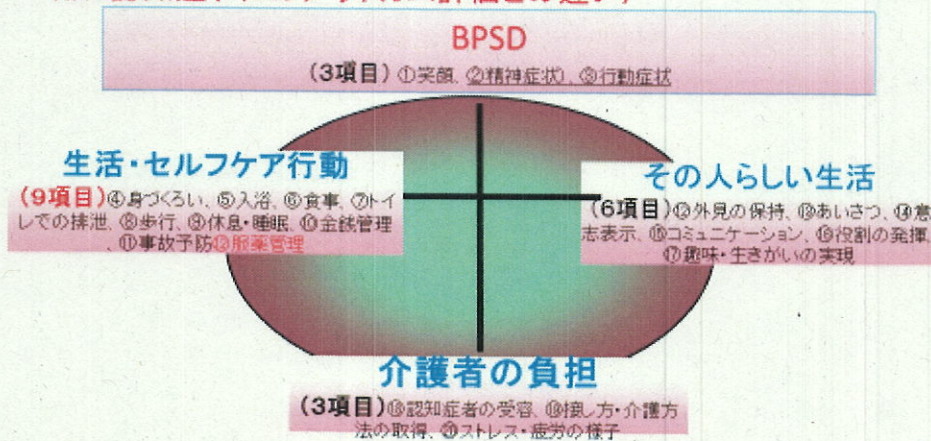 BPSD
(3項目)①笑顔、②精神症状)、③行動症状
生活・セルフケア行動
(9項目)④身づくろい、⑤入浴、⑥食事、⑦トイ
レでの排泄、⑧歩行、⑨休息・睡眠、⑩金銭管理
⑪事故予防⑫服薬管理
その人らしい生活
(6項目)⑫外見の保持、⑬あいさつ、⑭意
志表示、⑮コミュニケーション、⑯役割の発揮、
⑰趣味・生きがいの実現
介護者の負担
(3項目)⑱認知症者の受容、⑲接し方・介護方
法の取得、⑳ストレス・疲労の様子